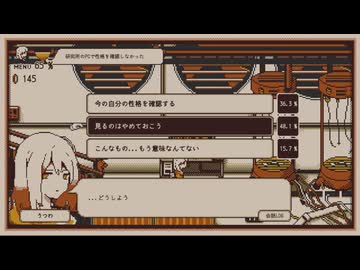 研究所のPCで性格を確認しなかった
MENU 65 %
145
今の自分の性格を確認する
36.3 %
見るのはやめておこう
48.1 %
こんなもの...もう意味なんてない
15.7 %
...どうしよう
うつわ
会話LOG